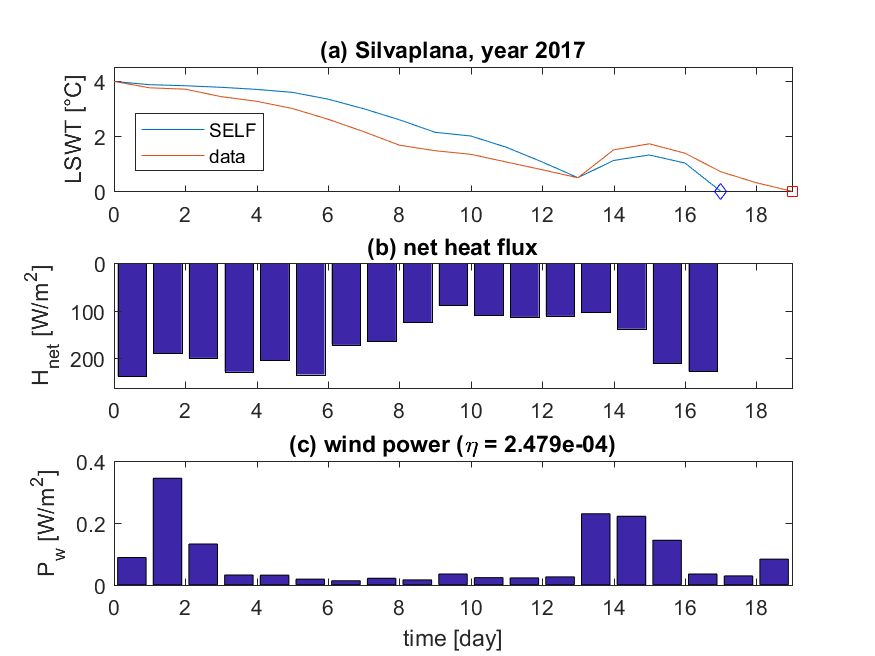 (a) Silvaplana, year 2017
LSWT [°C]
4
2
0
SELF
data
0 2 4 6 8 10 12 14 16 18
(b) net heat flux
H_net [W/m²]
0
100
200
0 2 4 6 8 10 12 14 16 18
(c) wind power (η = 2.479e-04)
P_w [W/m²]
0.4
0.2
0
0 2 4 6 8 10 12 14 16 18
time [day]